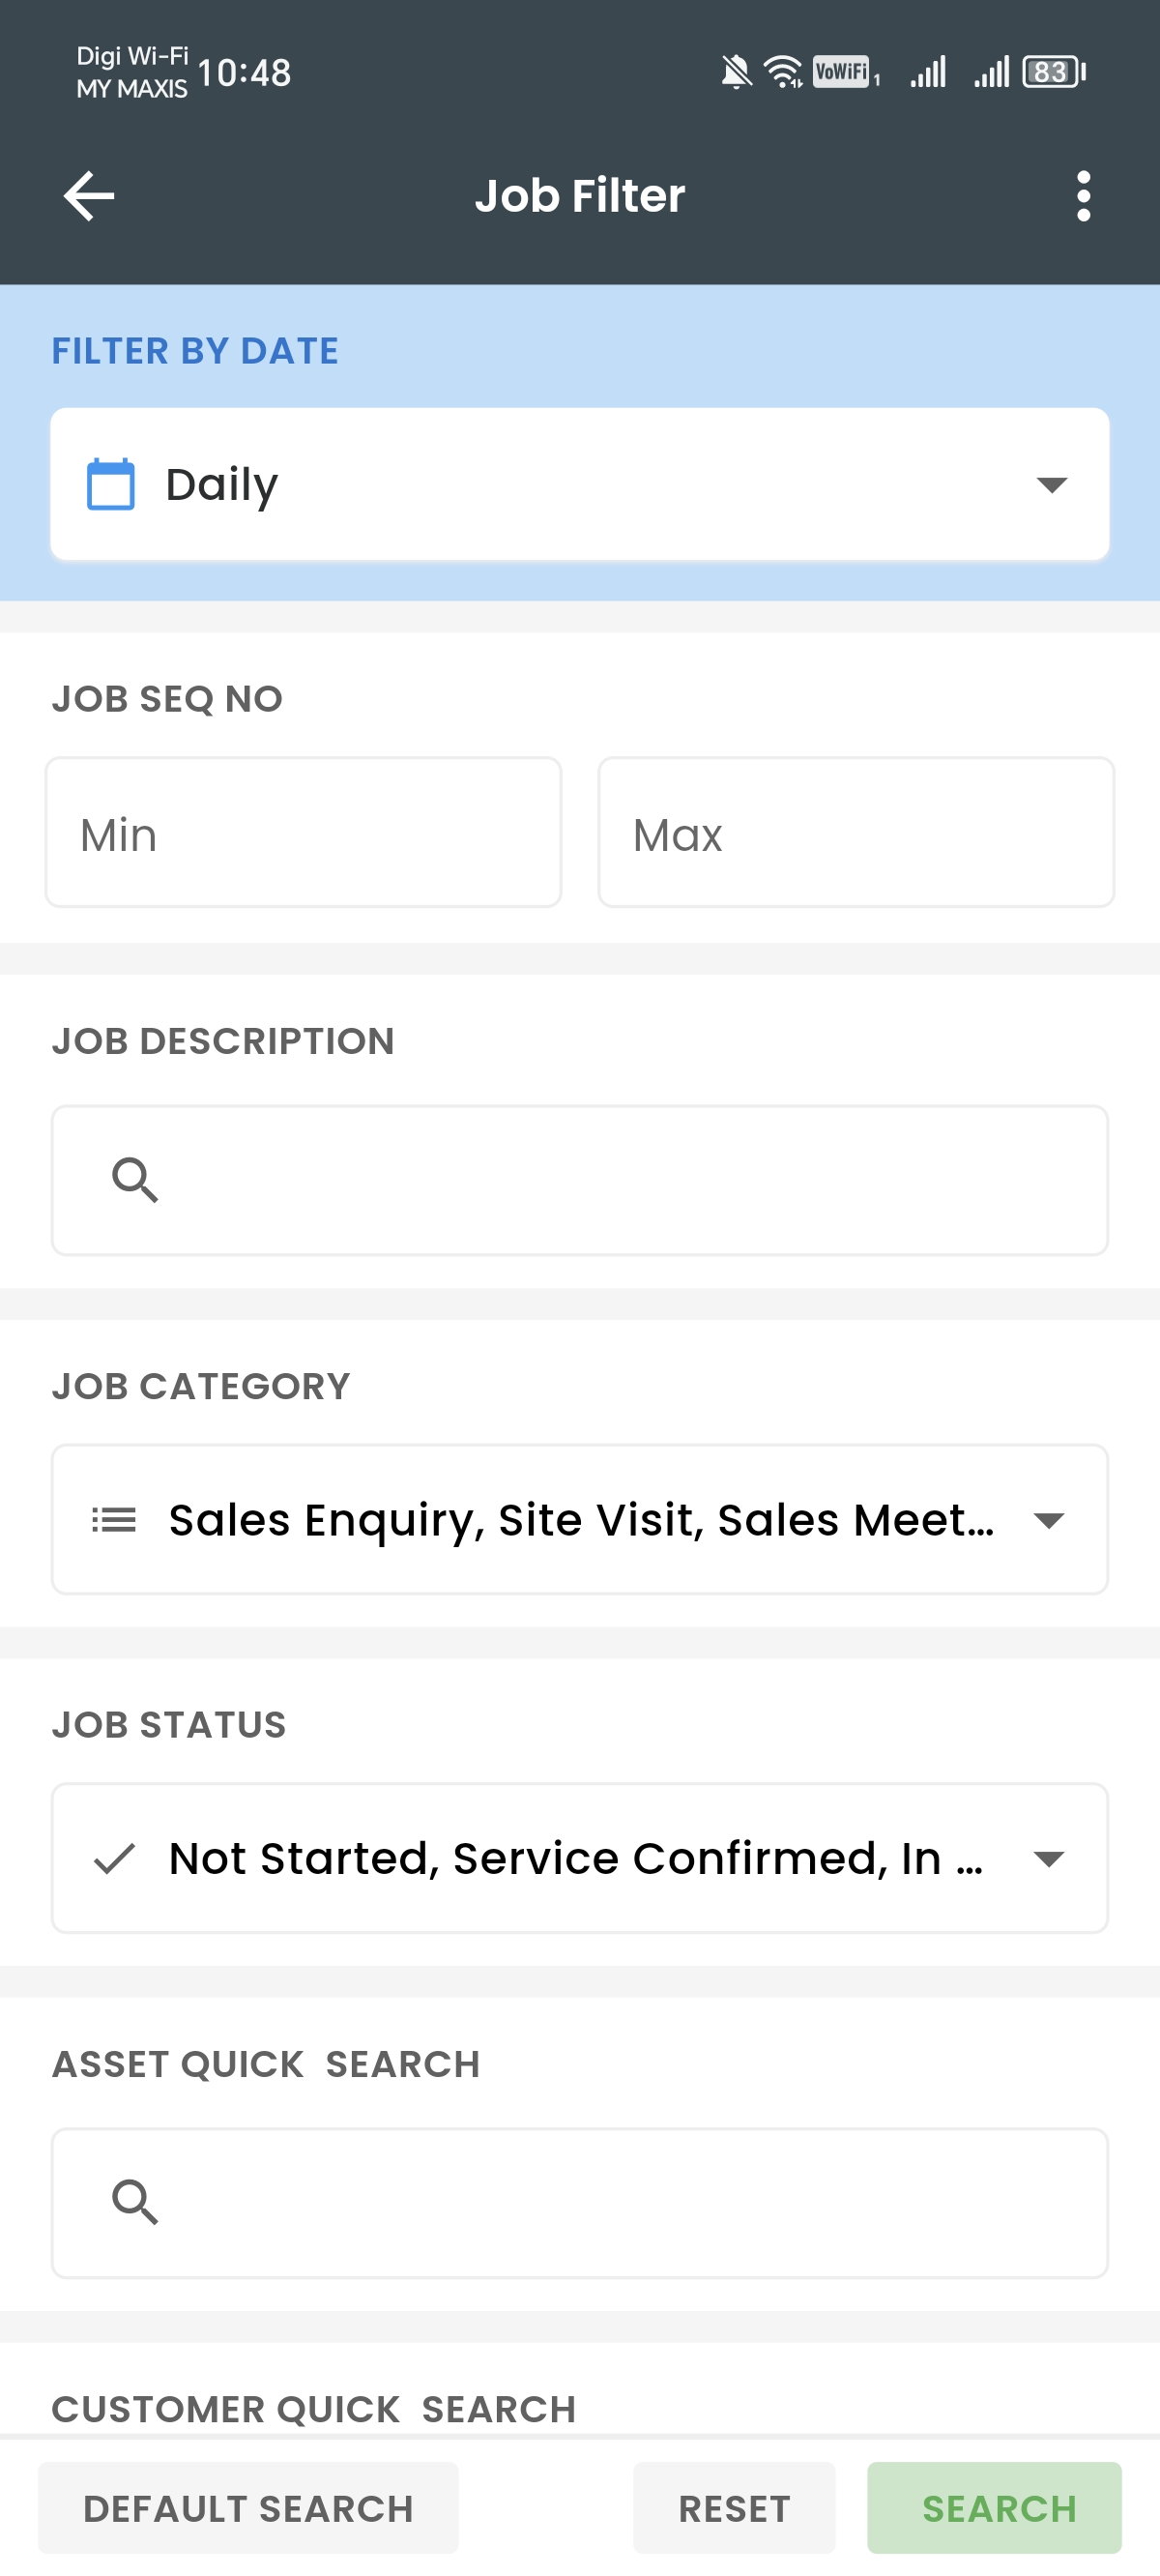 Digi Wi-Fi
MY MAXIS
10:48
VoWiFi 1
83
Job Filter
FILTER BY DATE
Daily
JOB SEQ NO
Min
Max
JOB DESCRIPTION
JOB CATEGORY
Sales Enquiry, Site Visit, Sales Meet...
JOB STATUS
Not Started, Service Confirmed, In ...
ASSET QUICK  SEARCH
CUSTOMER QUICK  SEARCH
DEFAULT SEARCH
RESET
SEARCH